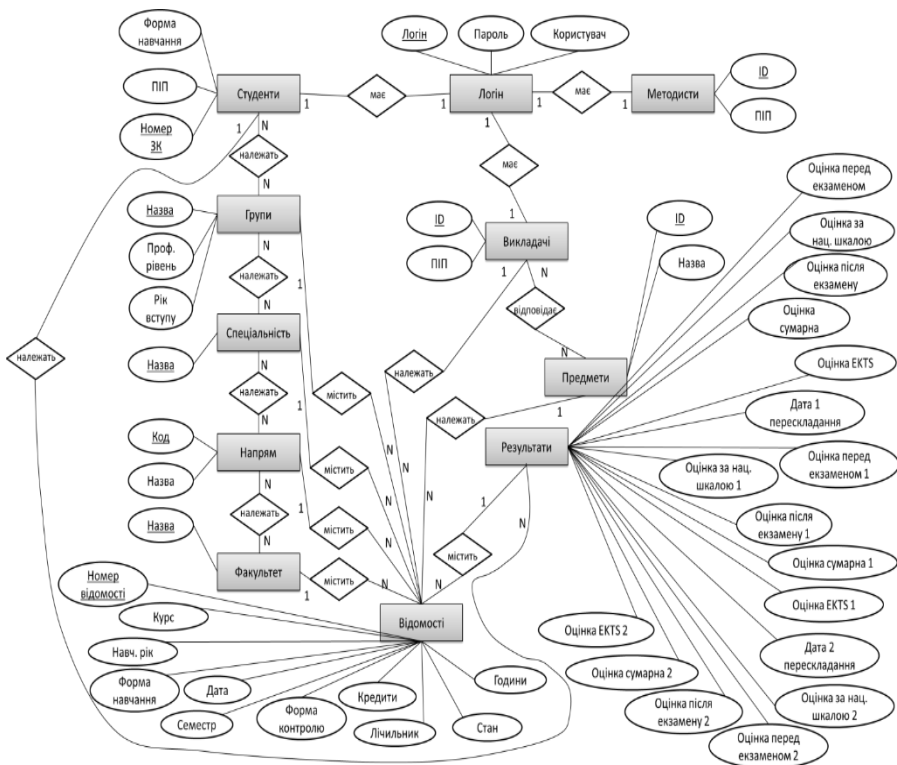 Форма
навчання
Логін
Пароль
Користувач
ПІП
Студенти
має
Логін
має
Методисти
ID
1
1
1
1
Номер
ЗК
ПІП
1
N
1
належать
має
Оцінка перед
екзаменом
N
Назва
Групи
ID
1
ID
Оцінка за
нац. шкалою
Викладачі
Проф.
рівень
N
ПІП
Назва
1
N
Оцінка після
екзамену
належать
1
Рік
вступу
N
відповідає
Оцінка
сумарна
Спеціальність
належать
Назва
N
належать
N
Предмети
Оцінка EKTS
належать
1
містить
1
Дата 1
перескладання
належать
1
N
Код
Напрям
Результати
N
N
Оцінка за нац.
шкалою 1
Оцінка перед
екзаменом 1
містить
Назва
N
1
N
1
N
належать
N
містить
Оцінка після
екзамену 1
Назва
N
N
містить
Оцінка сумарна 1
Факультет
містить
N
N
Номер
відомості
1
N
N
Оцінка EKTS 1
Курс
Відомості
Оцінка EKTS 2
Навч. рік
Дата 2
перескладання
Оцінка сумарна 2
Форма
навчання
Дата
Кредити
Години
Оцінка за нац.
шкалою 2
Семестр
Форма
контролю
Лічильник
Стан
Оцінка після
екзамену 2
Оцінка перед
екзаменом 2